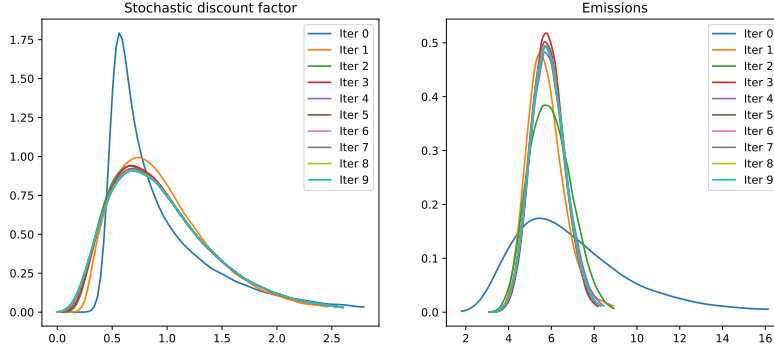 Stochastic discount factor
1.75
1.50
1.25
1.00
0.75
0.50
0.25
0.00
0.0 0.5 1.0 1.5 2.0 2.5
Iter 0
Iter 1
Iter 2
Iter 3
Iter 4
Iter 5
Iter 6
Iter 7
Iter 8
Iter 9
Emissions
0.5
0.4
0.3
0.2
0.1
0.0
2 4 6 8 10 12 14 16
Iter 0
Iter 1
Iter 2
Iter 3
Iter 4
Iter 5
Iter 6
Iter 7
Iter 8
Iter 9